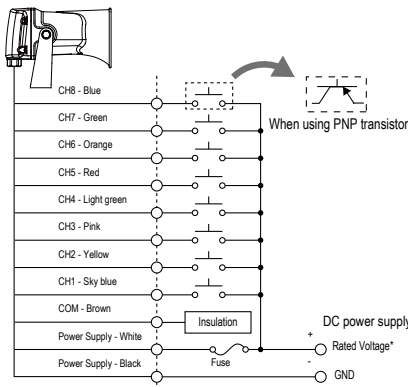 CH8 - Blue
CH7 - Green
When using PNP transistor
CH6 - Orange
CH5 - Red
CH4 - Light green
CH3 - Pink
CH2 - Yellow
CH1 - Sky blue
COM - Brown
Insulation
DC power supply
+
Power Supply - White
Rated Voltage*
Fuse
-
Power Supply - Black
GND